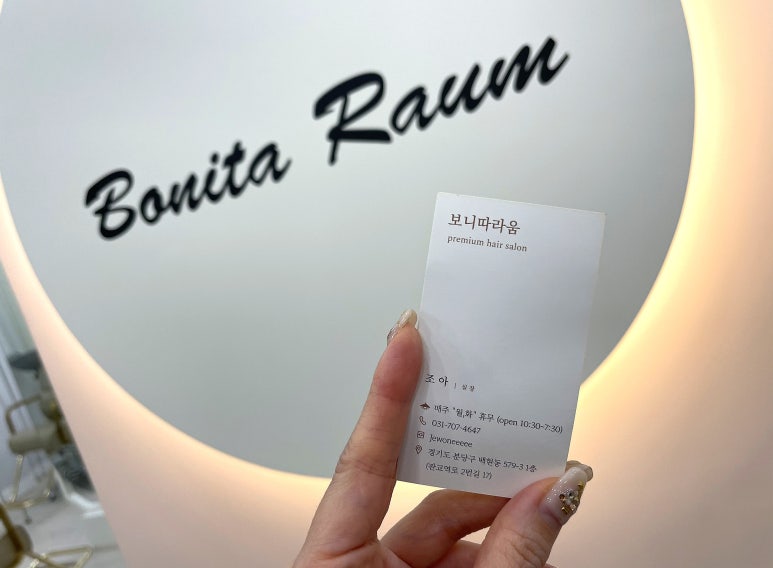 Bonita Raum
보니따라움
premium hair salon
조아 | 실장
매주 "월,화" 휴무 (open 10:30~7:30)
031-707-4647
Jewoneeeee
경기도 분당구 백현동 579-3 1층
(판교역로 2번길 17)